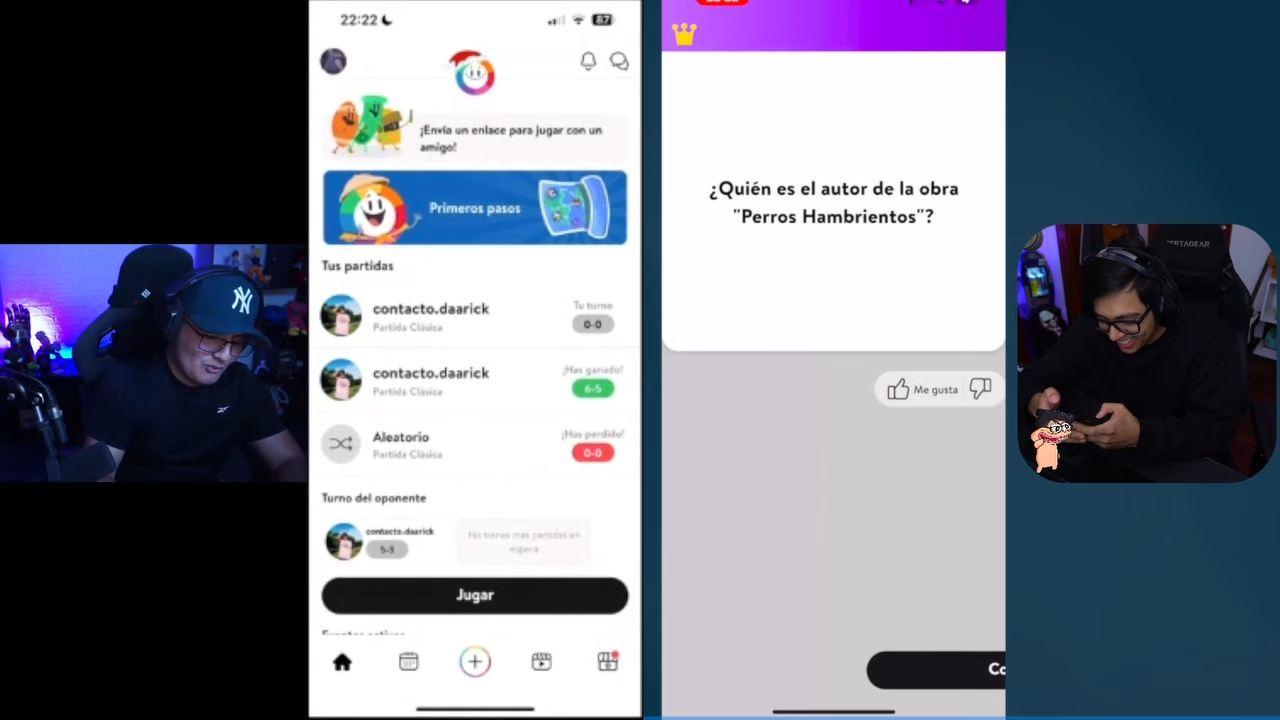 22:22
87
¡Envía un enlace para jugar con un
amigo!
Primeros pasos
Tus partidas
contacto.daarick
Partida Clásica
Tu turno
0-0
contacto.daarick
Partida Clásica
¡Has ganado!
6-5
Aleatorio
Partida Clásica
¡Has perdido!
0-0
Turno del oponente
contacto.daarick
5-3
No tienes más partidas en
espera
Jugar
¿Quién es el autor de la obra
"Perros Hambrientos"?
Me gusta
Co
NY